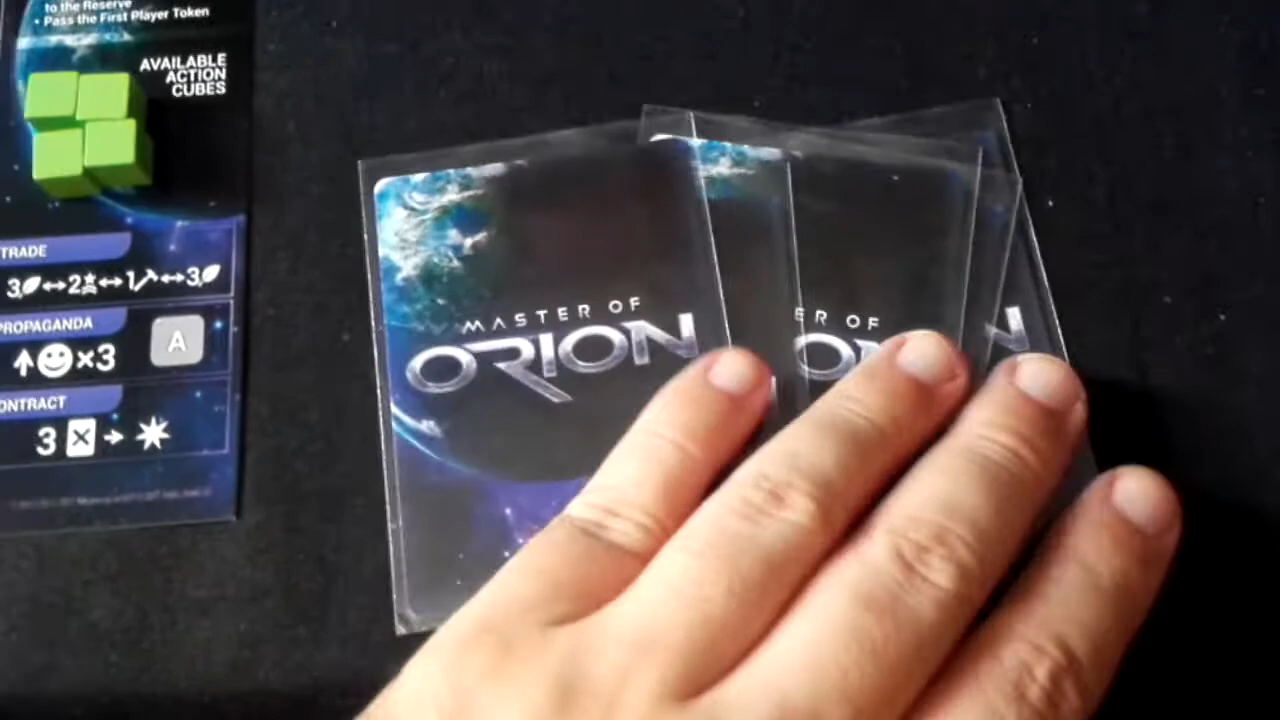 to the Reserve
• Pass the First Player Token
AVAILABLE
ACTION
CUBES
TRADE
3 ↔ 2 ↔ 1 ↔ 3
PROPAGANDA
↑ ×3
A
ONTRACT
3 X →
MASTER OF
ORION
ER OF
ON
N